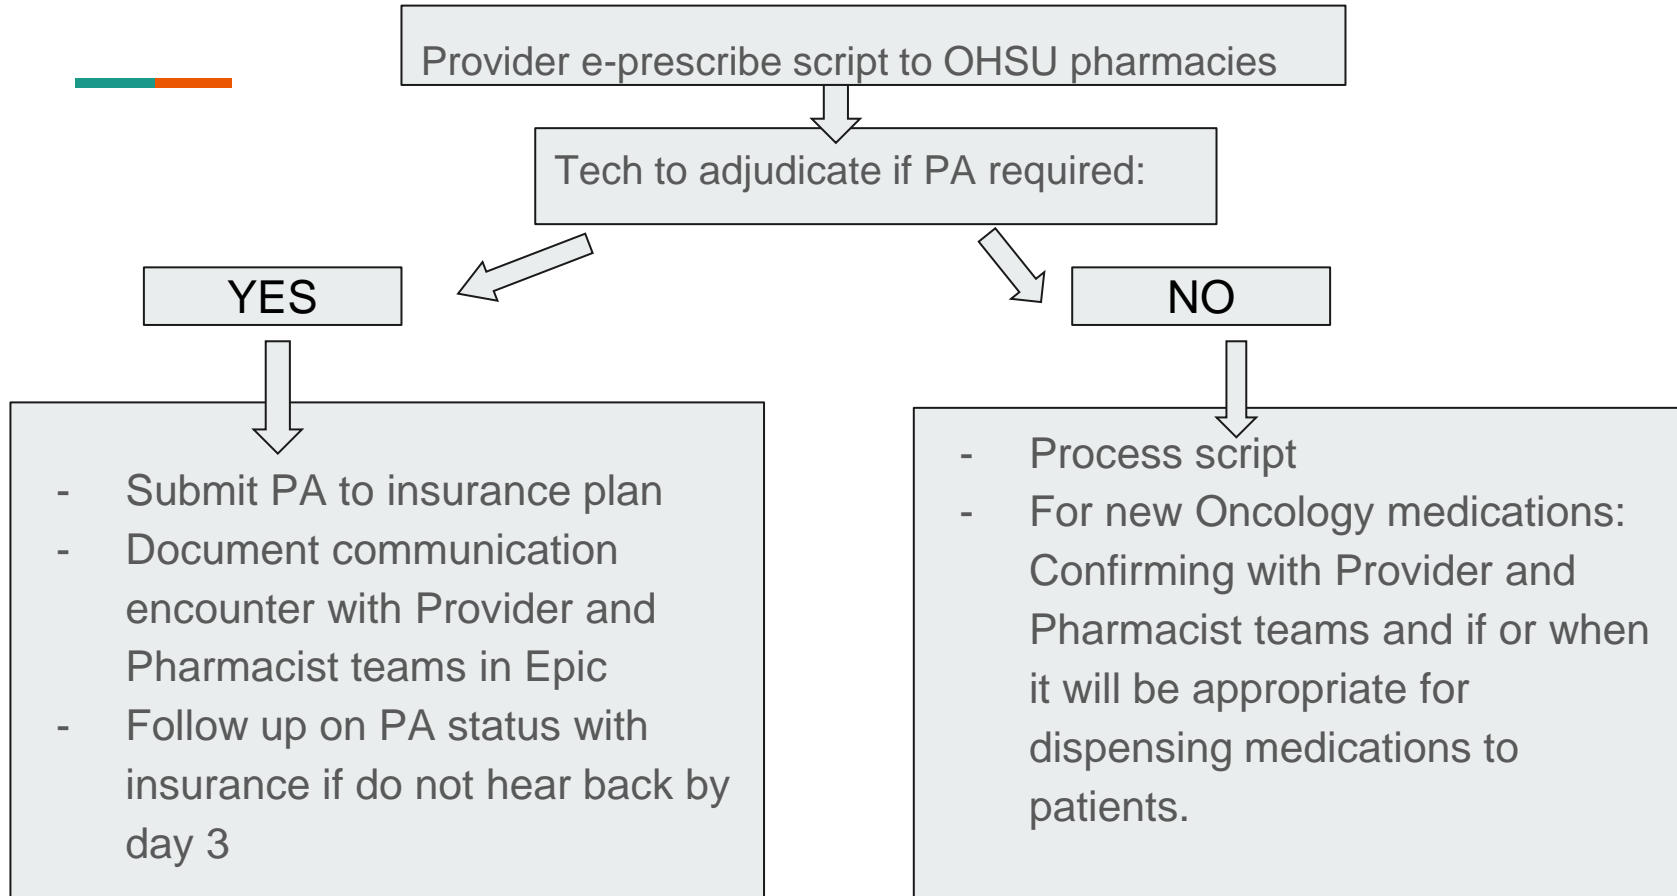 Provider e-prescribe script to OHSU pharmacies
Tech to adjudicate if PA required:
YES
- Submit PA to insurance plan
- Document communication
encounter with Provider and
Pharmacist teams in Epic
- Follow up on PA status with
insurance if do not hear back by
day 3
NO
- Process script
- For new Oncology medications:
Confirming with Provider and
Pharmacist teams and if or when
it will be appropriate for
dispensing medications to
patients.